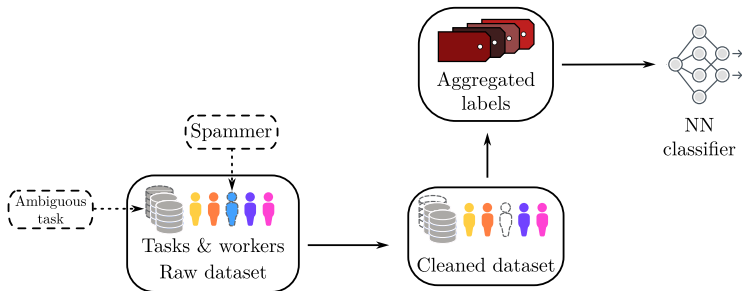 Spammer
Ambiguous
task
Tasks & workers
Raw dataset
Cleaned dataset
Aggregated
labels
NN
classifier